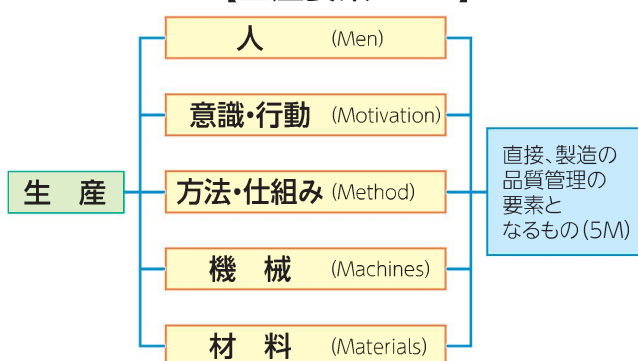 人 (Men)
意識・行動 (Motivation)
生産
方法・仕組み (Method)
機械 (Machines)
材料 (Materials)
直接、製造の
品質管理の
要素と
なるもの(5M)